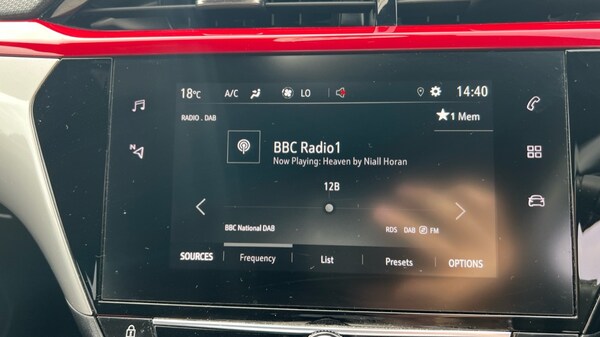 18°C A/C LO 14:40
RADIO . DAB
1 Mem
BBC Radio1
Now Playing: Heaven by Niall Horan
12B
N
BBC National DAB RDS DAB FM
SOURCES Frequency List Presets OPTIONS